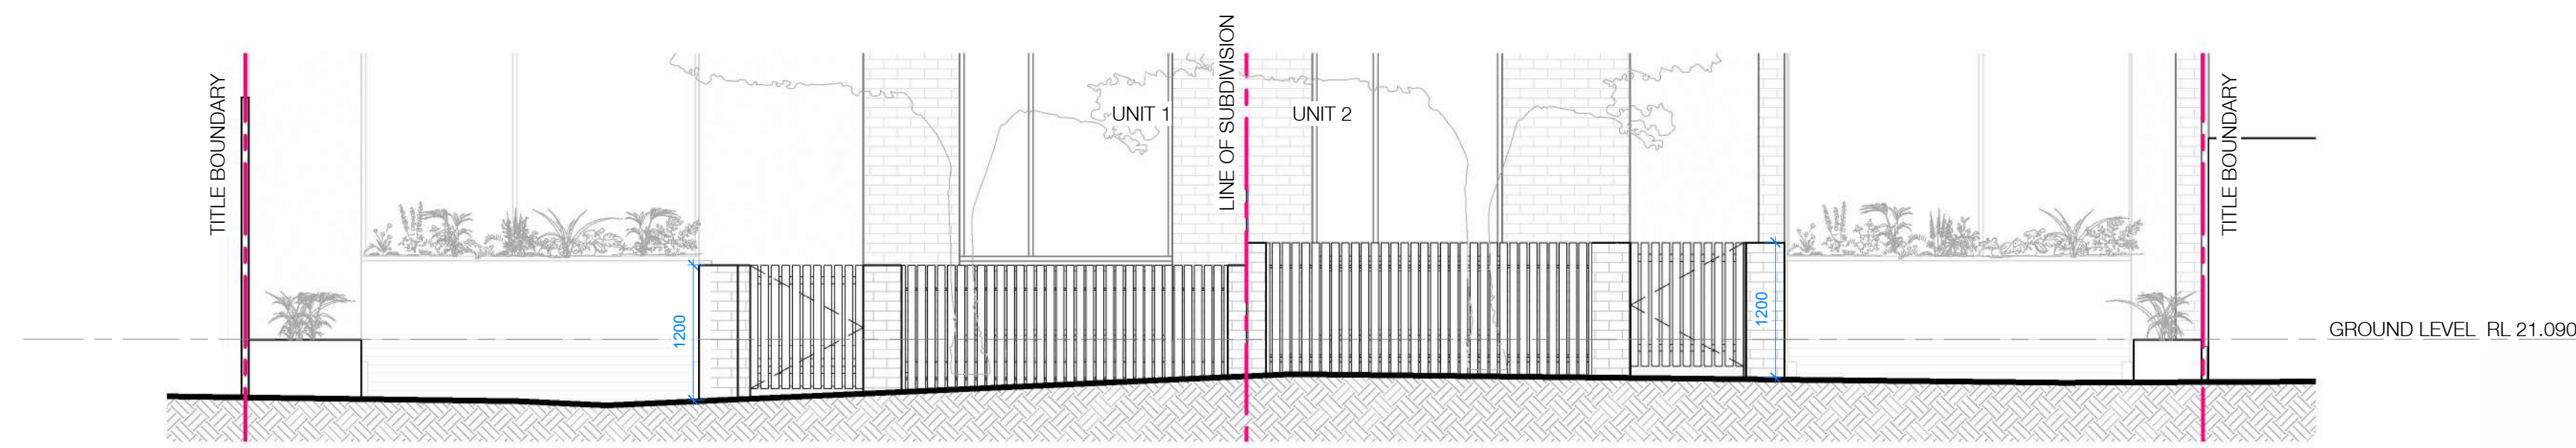 TITLE BOUNDARY
UNIT 1
LINE OF SUBDIVISION
UNIT 2
TITLE BOUNDARY
1200
1200
GROUND LEVEL RL 21.090